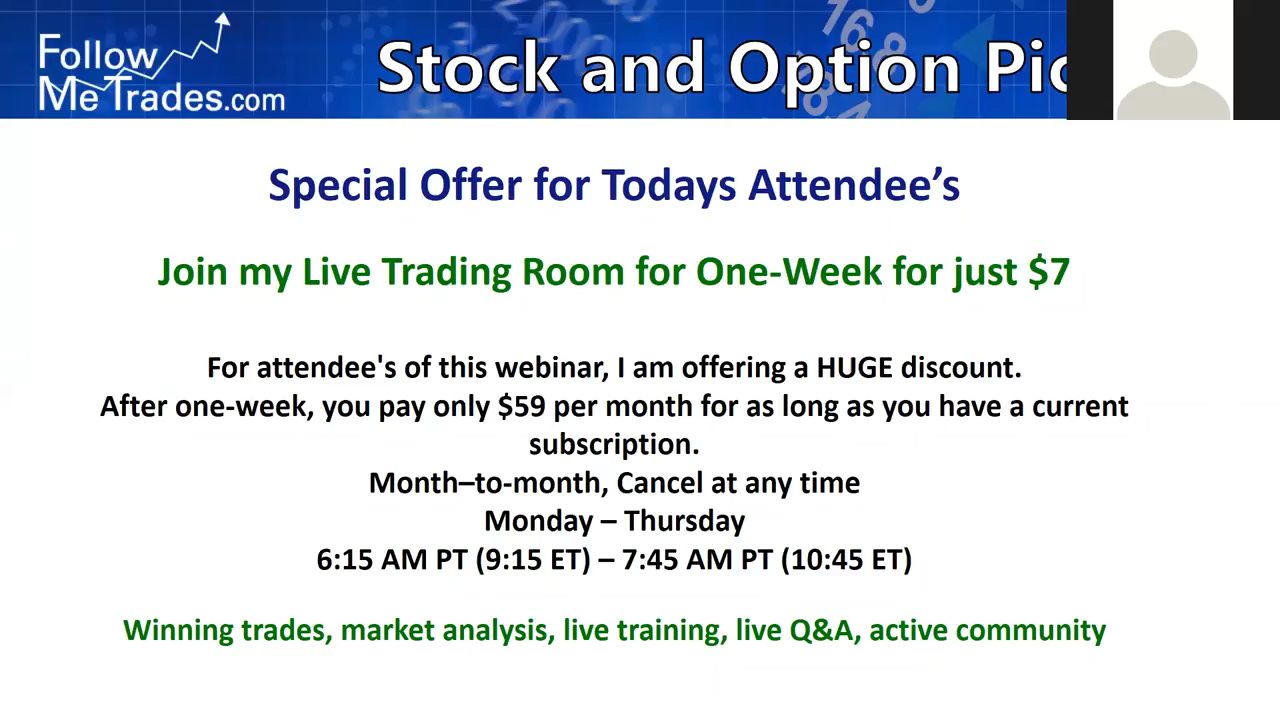 Follow
Me Trades.com
Stock and Option Pic
Special Offer for Todays Attendee’s
Join my Live Trading Room for One-Week for just $7
For attendee's of this webinar, I am offering a HUGE discount.
After one-week, you pay only $59 per month for as long as you have a current
subscription.
Month–to-month, Cancel at any time
Monday – Thursday
6:15 AM PT (9:15 ET) – 7:45 AM PT (10:45 ET)
Winning trades, market analysis, live training, live Q&A, active community